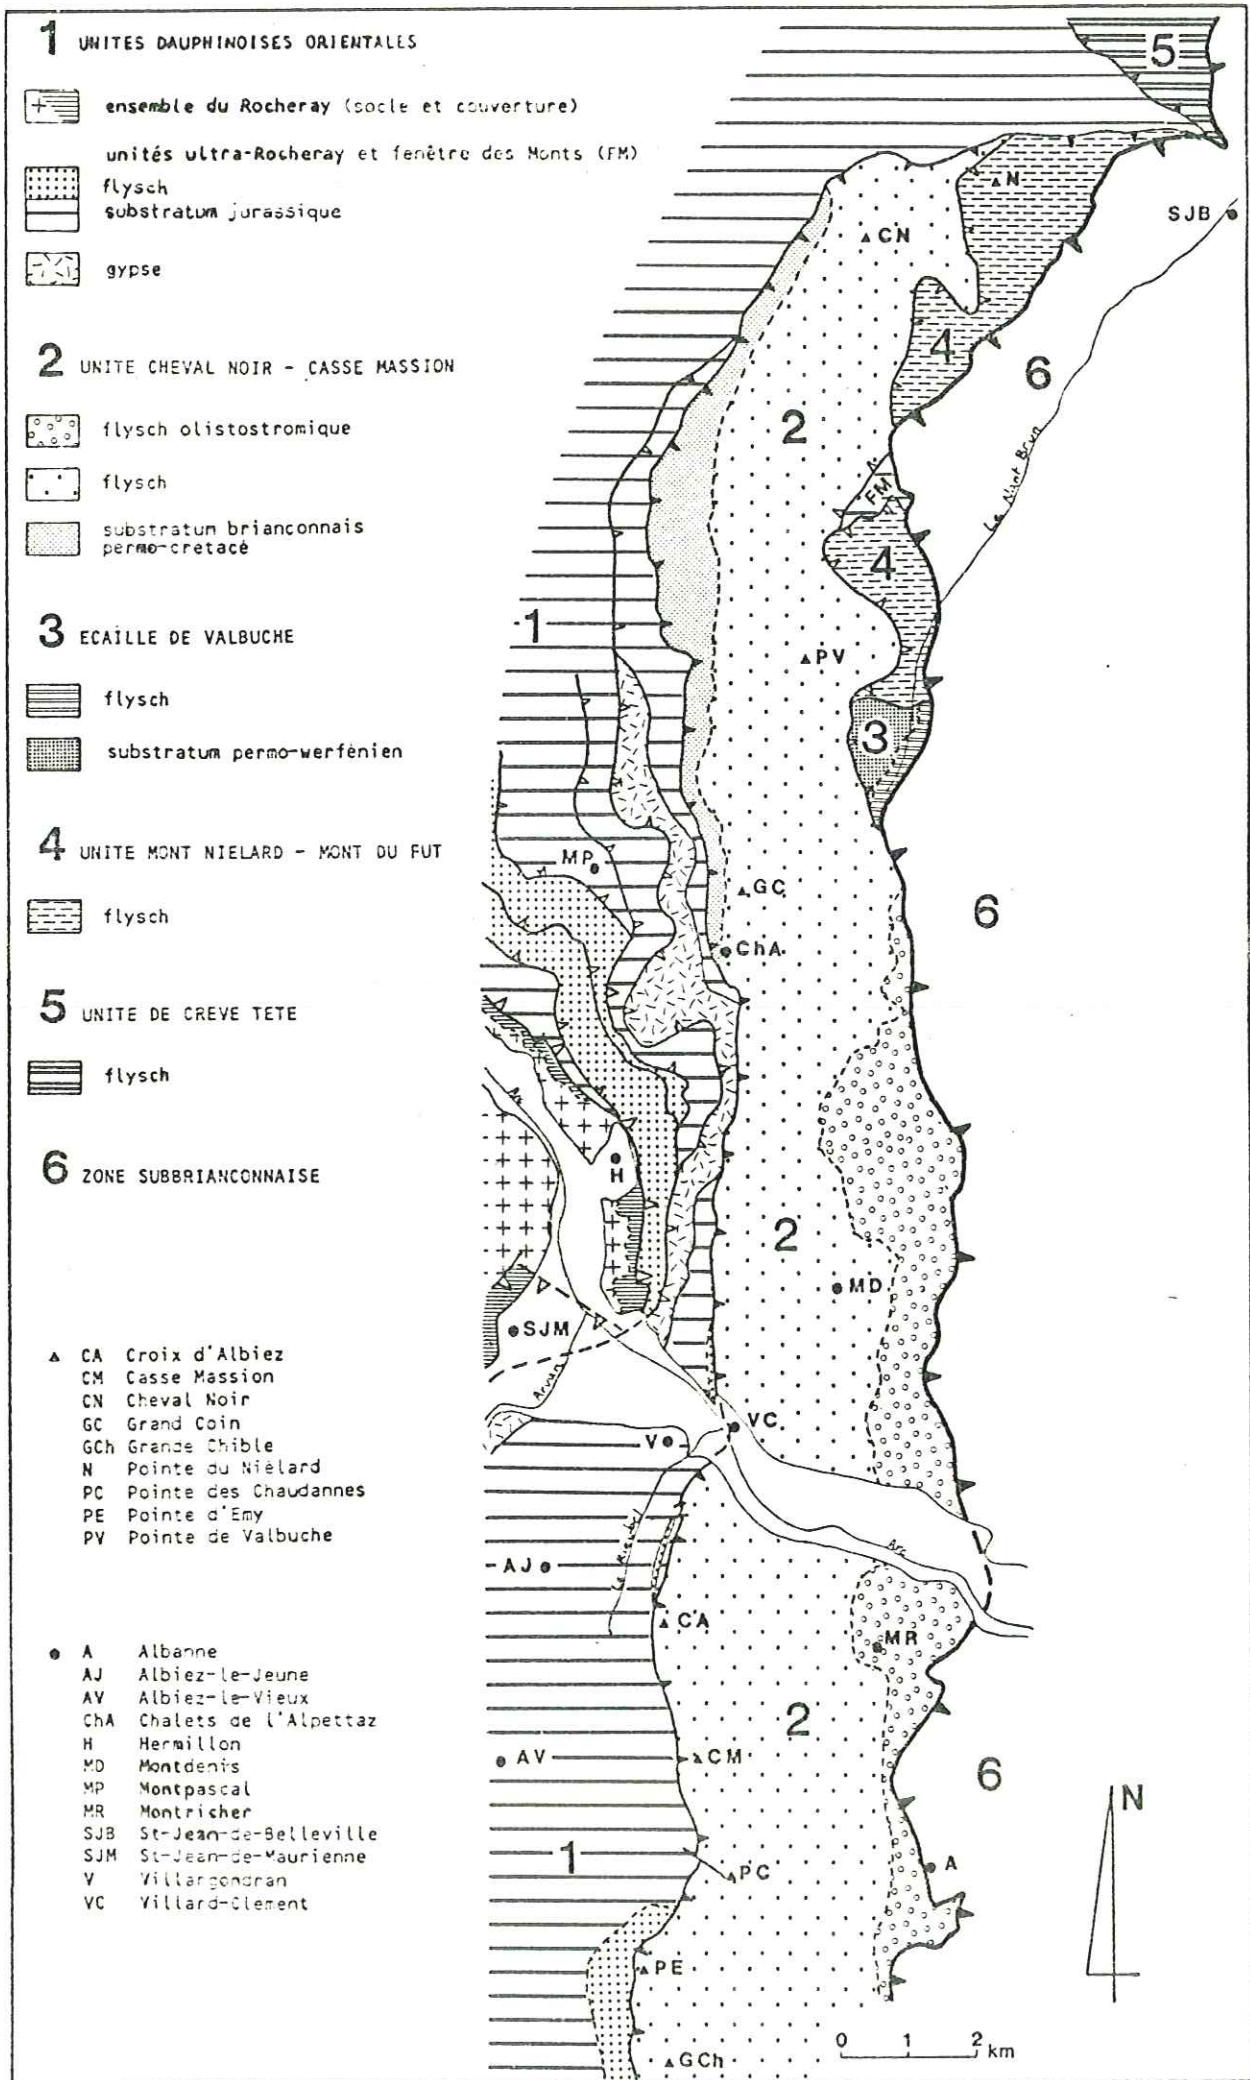 1 UNITES DAUPHINOISES ORIENTALES
ensemble du Rocheray (socle et couverture)
unités ultra-Rocheray et fenêtre des Monts (FM)
flysch
substratum jurassique
gypse
2 UNITE CHEVAL NOIR - CASSE MASSION
flysch olistostromique
flysch
substratum brianconnais
permo-cretacé
3 ECAILLE DE VALBUCHE
flysch
substratum permo-werfénien
4 UNITE MONT NIELARD - MONT DU FUT
flysch
5 UNITE DE CREVE TETE
flysch
6 ZONE SUBBRIANCONNAISE
CA Croix d'Albiez
CM Casse Massion
CN Cheval Noir
GC Grand Coin
GCh Grande Chible
N Pointe du Niélard
PC Pointe des Chaudannes
PE Pointe d'Emy
PV Pointe de Valbuche
A Albanne
AJ Albiez-le-Jeune
AV Albiez-le-Vieux
ChA Chalets de l'Alpettaz
H Hermillon
MD Montdenis
MP Montpascal
MR Montricher
SJB St-Jean-de-Belleville
SJM St-Jean-de-Maurienne
V Villargondran
VC Villard-Clement
5
N
SJB
CN
4
6
2
Le Nant Brun
FM
4
1
PV
3
MP
GC
6
ChA
Arc
H
2
MD
SJM
Arvan
VC
V
Arc
AJ
CA
MR
2
AV
CM
6
N
1
PC
A
PE
0 1 2 km
GCh